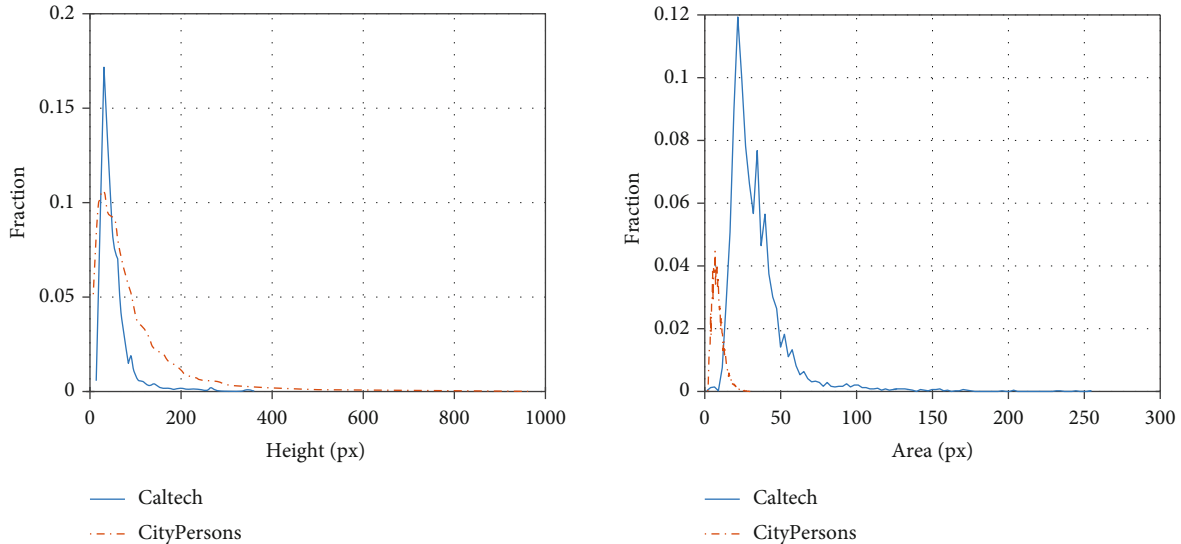 0.2
0.15
0.1
0.05
0
Fraction
0 200 400 600 800 1000
Height (px)
Caltech
CityPersons
0.12
0.1
0.08
0.06
0.04
0.02
0
Fraction
0 50 100 150 200 250 300
Area (px)
Caltech
CityPersons